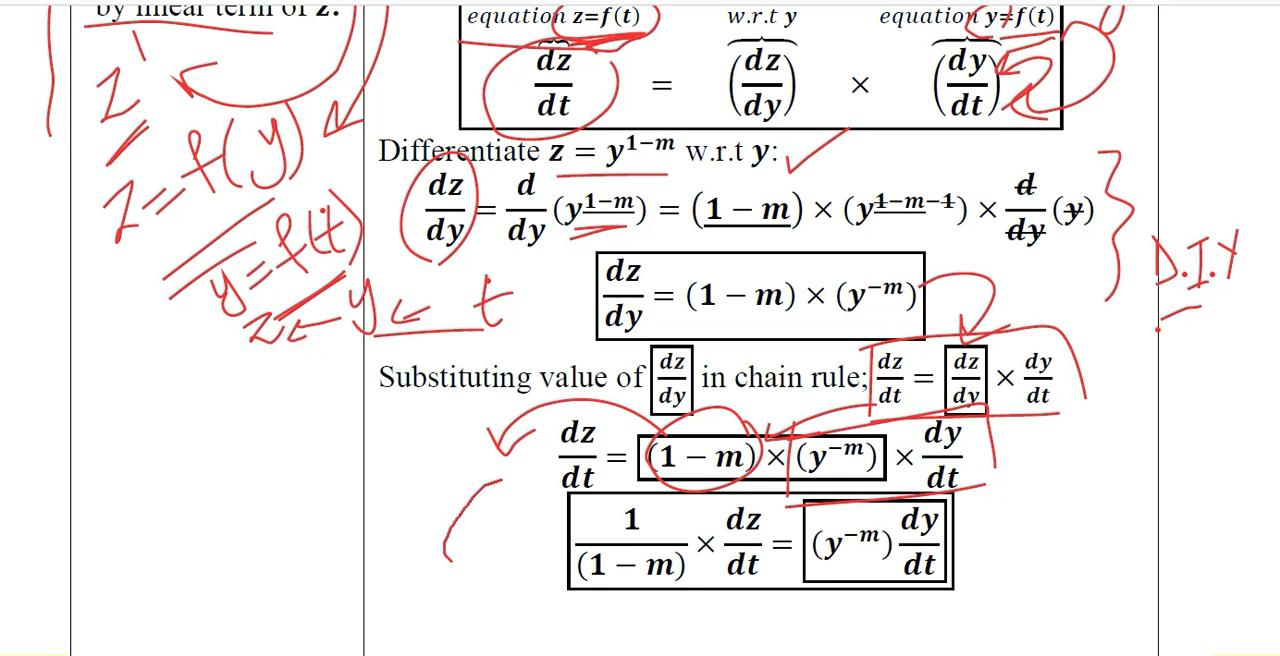 by linear term of z.
equation z=f(t) w.r.t y equation y=f(t)
dz/dt = (dz/dy) × (dy/dt)
Differentiate z = y^{1−m} w.r.t y:
dz/dy = d/dy (y^{1−m}) = (1 − m) × (y^{1−m−1}) × d/dy (y)
dz/dy = (1 − m) × (y^{−m})
Substituting value of dz/dy in chain rule; dz/dt = dz/dy × dy/dt
dz/dt = (1 − m) × (y^{−m}) × dy/dt
1/(1 − m) × dz/dt = (y^{−m}) dy/dt
z
z = f(y)
y = f(t)
z ← y ← t
D.I.Y